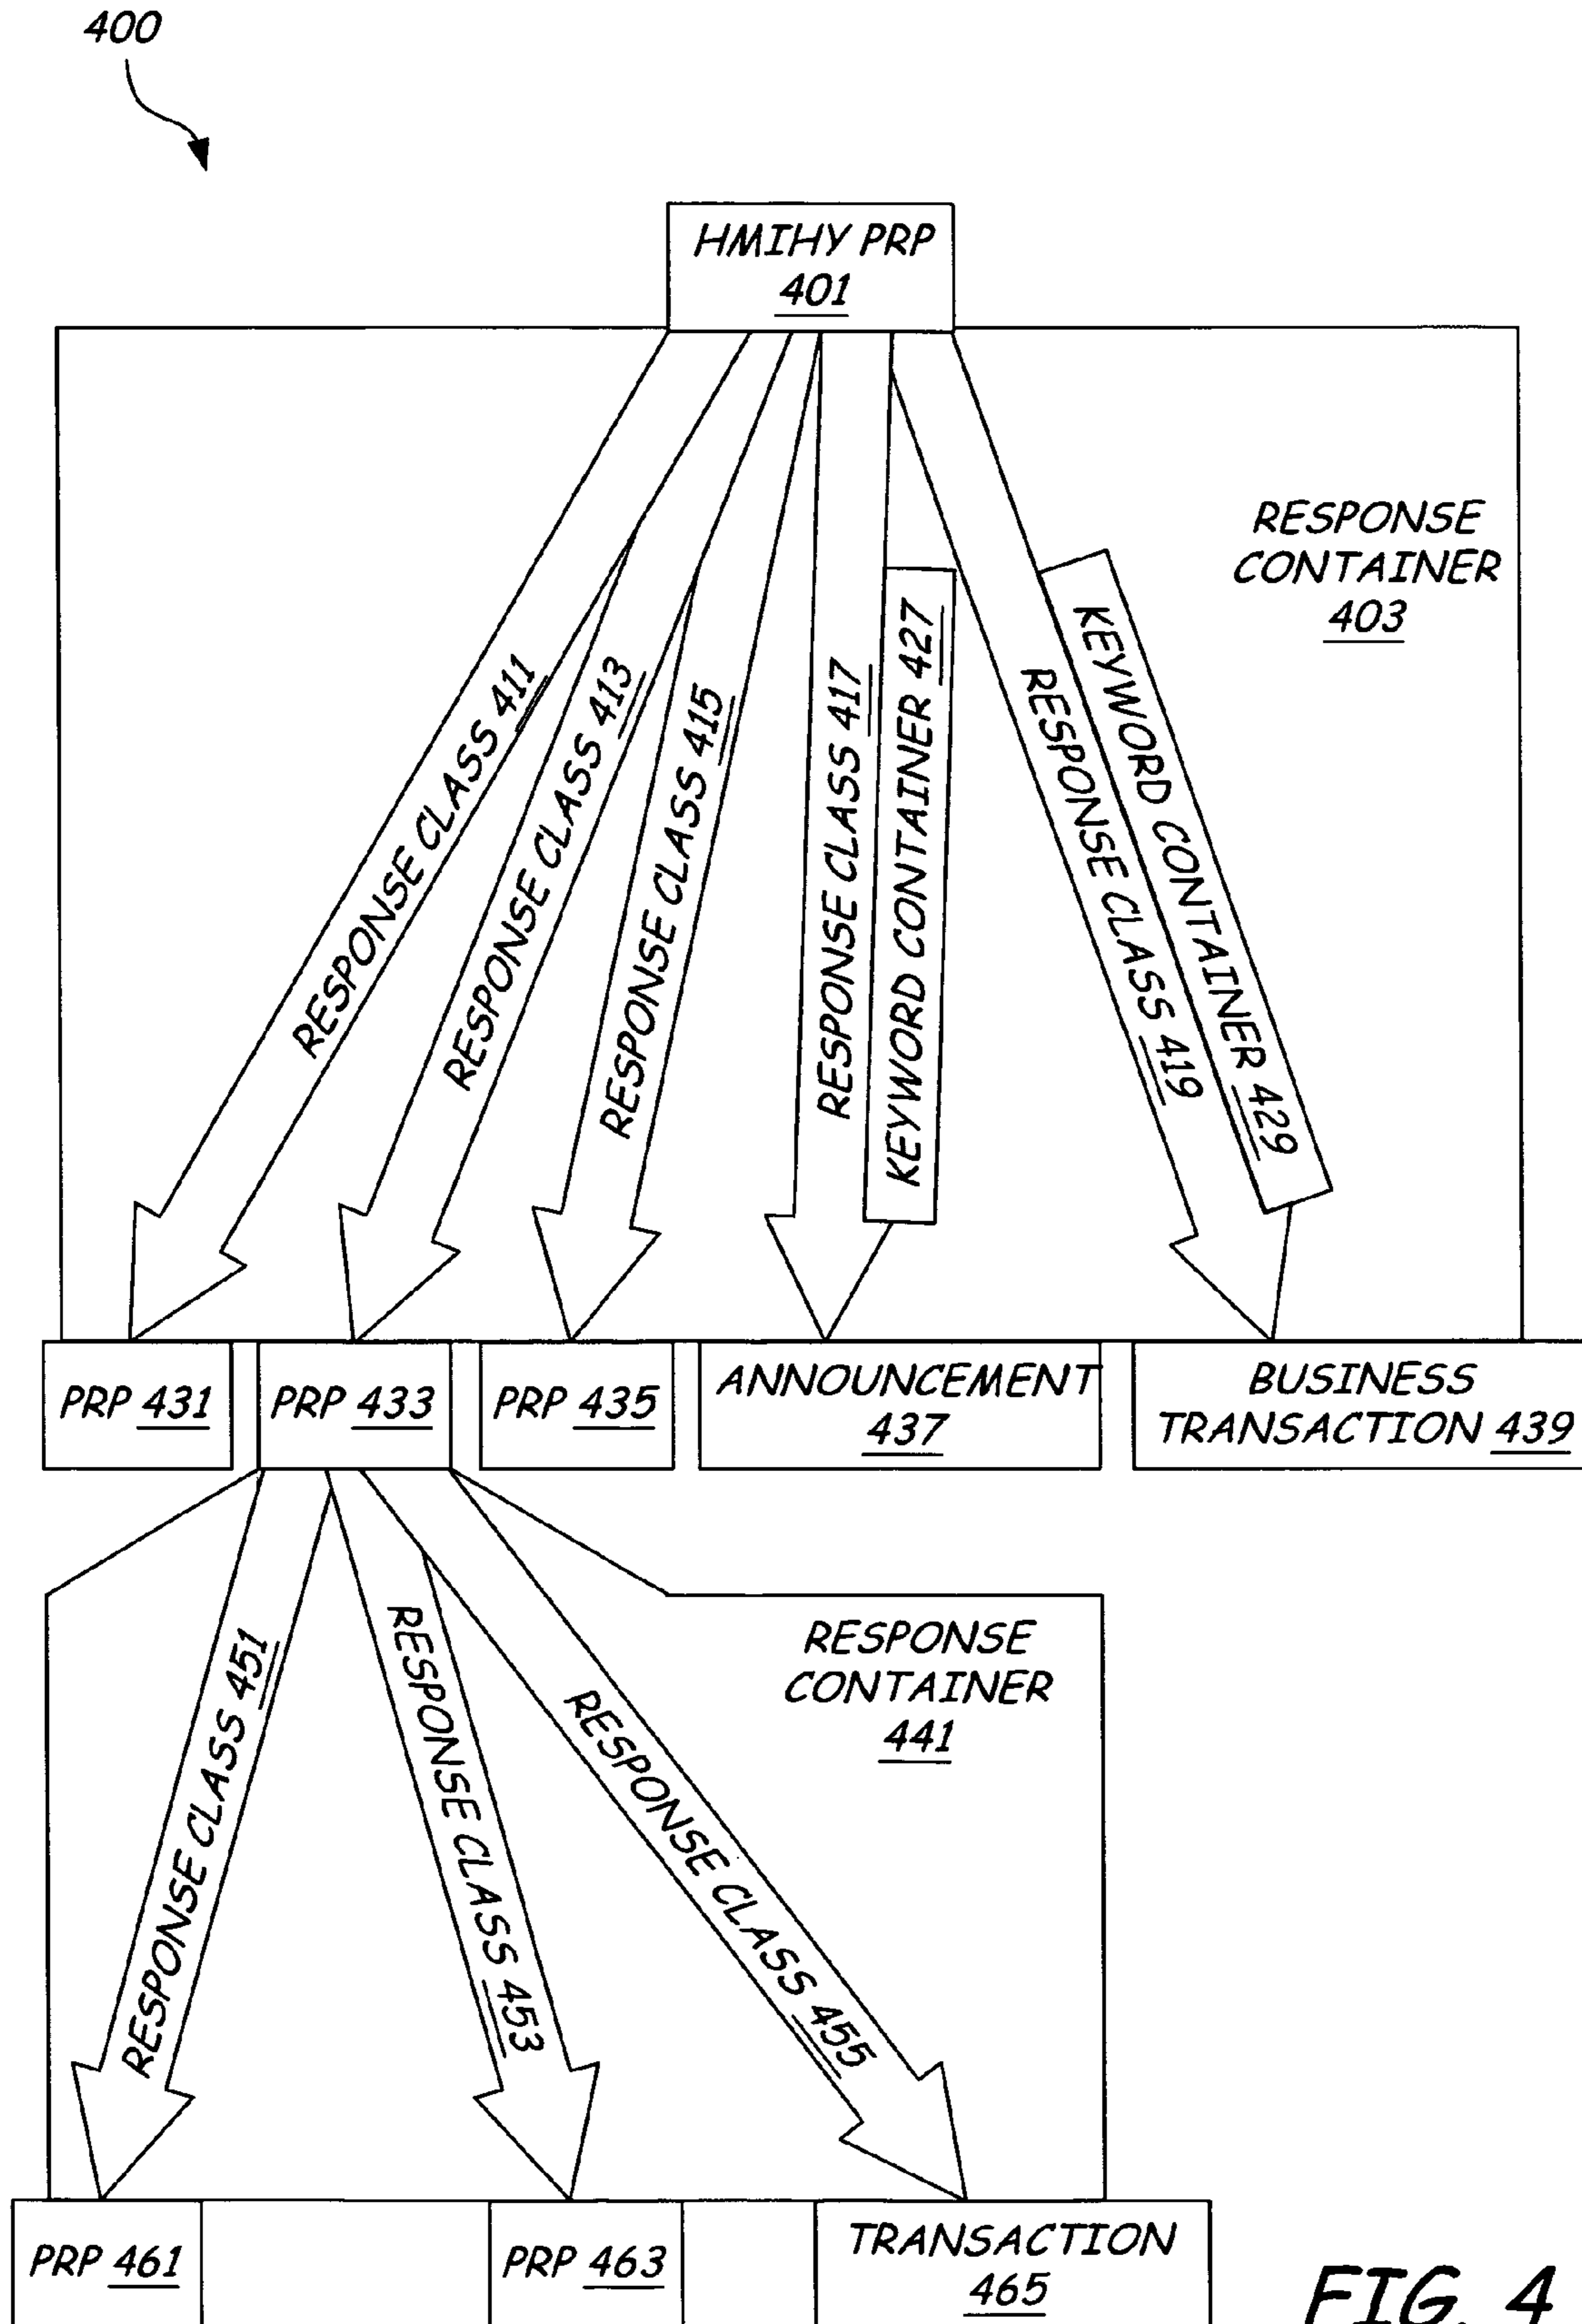 400
HMIHY PRP
401
RESPONSE
CONTAINER
403
RESPONSE CLASS 411
RESPONSE CLASS 413
RESPONSE CLASS 415
RESPONSE CLASS 417
KEYWORD CONTAINER 427
RESPONSE CLASS 419
KEYWORD CONTAINER 429
PRP 431
PRP 433
PRP 435
ANNOUNCEMENT
437
BUSINESS
TRANSACTION 439
RESPONSE
CONTAINER
441
RESPONSE CLASS 451
RESPONSE CLASS 453
RESPONSE CLASS 455
PRP 461
PRP 463
TRANSACTION
465
FIG. 4